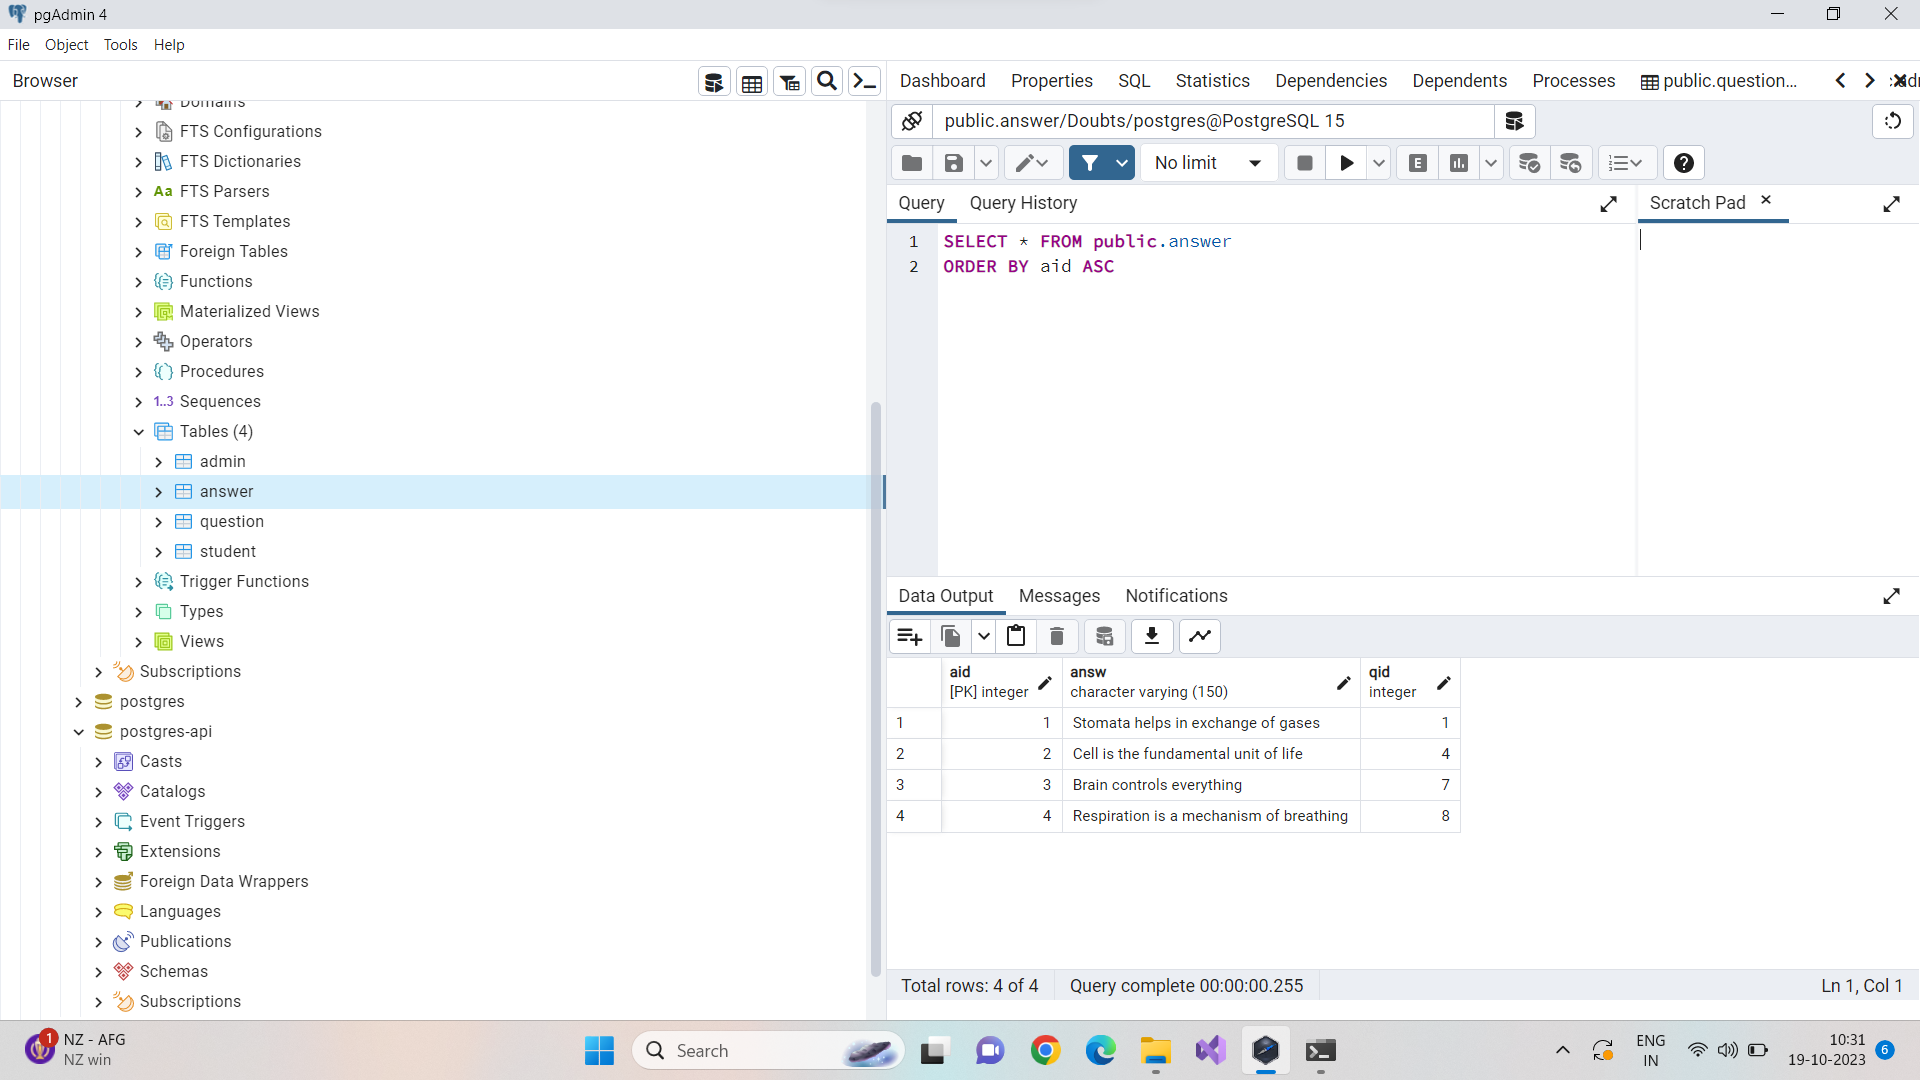 pgAdmin 4
File Object Tools Help
Browser
Dashboard Properties SQL Statistics Dependencies Dependents Processes public.question...
Domains
FTS Configurations
FTS Dictionaries
Aa FTS Parsers
FTS Templates
Foreign Tables
Functions
Materialized Views
Operators
Procedures
1..3 Sequences
Tables (4)
admin
answer
question
student
Trigger Functions
Types
Views
Subscriptions
postgres
postgres-api
Casts
Catalogs
Event Triggers
Extensions
Foreign Data Wrappers
Languages
Publications
Schemas
Subscriptions
public.answer/Doubts/postgres@PostgreSQL 15
No limit
E
Query Query History
Scratch Pad
1 SELECT * FROM public.answer
2 ORDER BY aid ASC
Data Output Messages Notifications
aid answ qid
[PK] integer character varying (150) integer
1 1 Stomata helps in exchange of gases 1
2 2 Cell is the fundamental unit of life 4
3 3 Brain controls everything 7
4 4 Respiration is a mechanism of breathing 8
Total rows: 4 of 4 Query complete 00:00:00.255 Ln 1, Col 1
1 NZ - AFG
NZ win
Search
ENG
IN
10:31
19-10-2023
6